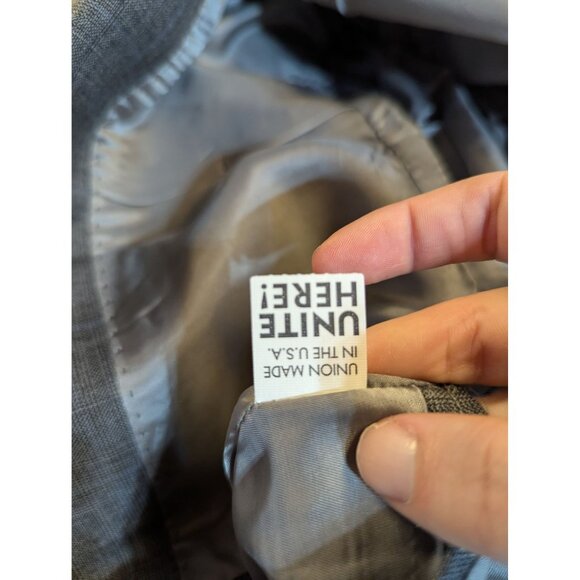 UNION MADE
IN THE U.S.A.
UNITE
HERE!